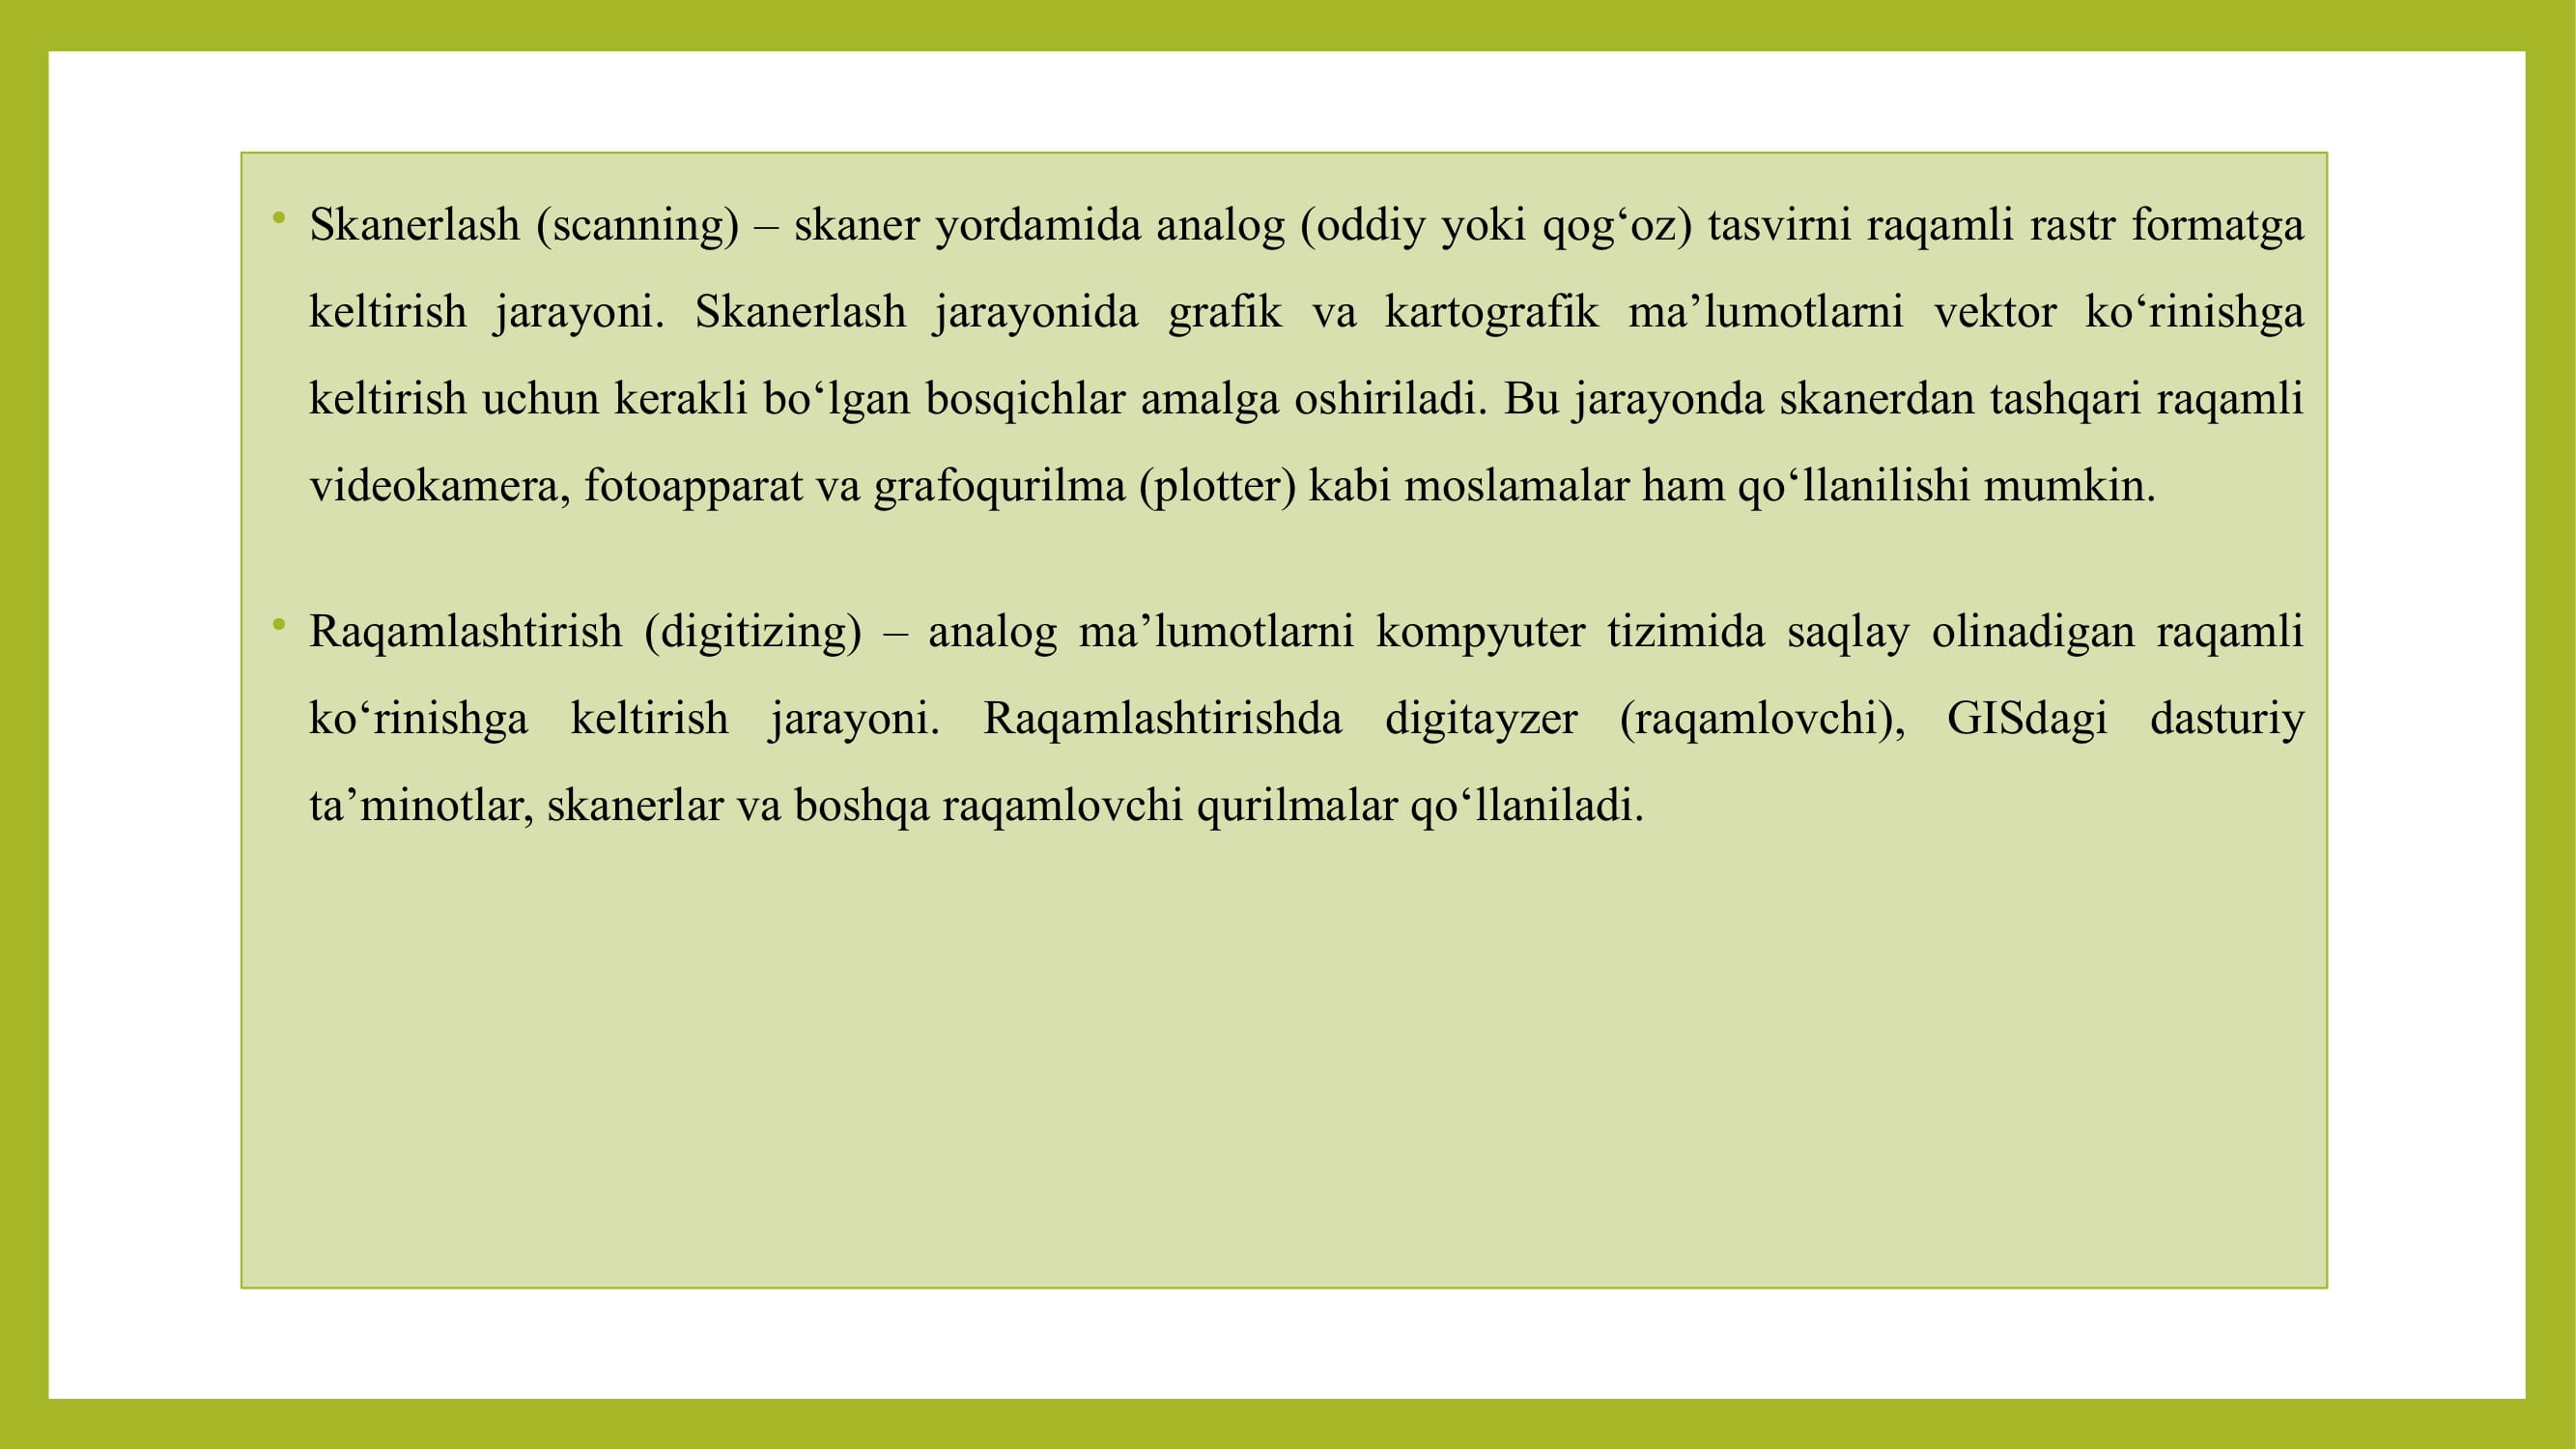 • Skanerlash (scanning) – skaner yordamida analog (oddiy yoki qog‘oz) tasvirni raqamli rastr formatga
keltirish jarayoni. Skanerlash jarayonida grafik va kartografik ma’lumotlarni vektor ko‘rinishga
keltirish uchun kerakli bo‘lgan bosqichlar amalga oshiriladi. Bu jarayonda skanerdan tashqari raqamli
videokamera, fotoapparat va grafoqurilma (plotter) kabi moslamalar ham qo‘llanilishi mumkin.
• Raqamlashtirish (digitizing) – analog ma’lumotlarni kompyuter tizimida saqlay olinadigan raqamli
ko‘rinishga keltirish jarayoni. Raqamlashtirishda digitayzer (raqamlovchi), GISdagi dasturiy
ta’minotlar, skanerlar va boshqa raqamlovchi qurilmalar qo‘llaniladi.